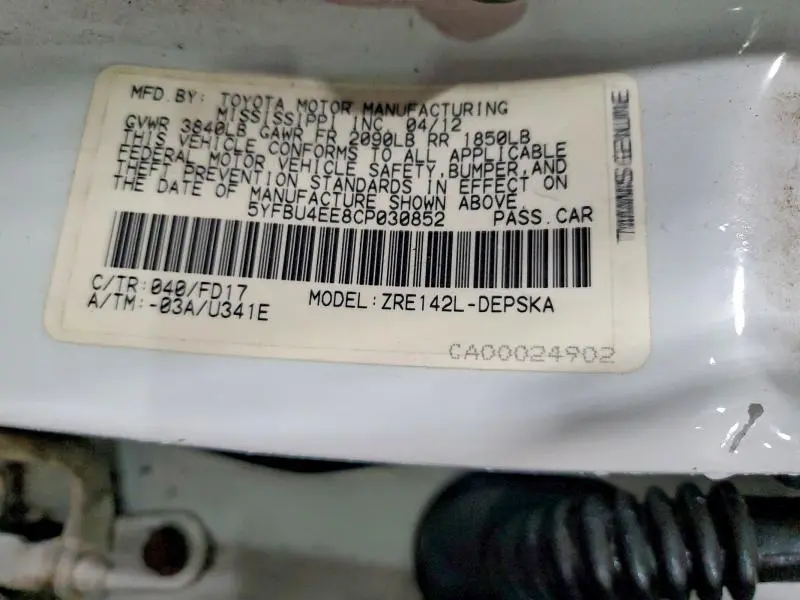 MFD.BY: TOYOTA MOTOR MANUFACTURING
MISSISSIPPI INC. 04/12
GVWR 3840LB GAWR FR 2090LB RR 1850LB
THIS VEHICLE CONFORMS TO ALL APPLICABLE
FEDERAL MOTOR VEHICLE SAFETY,BUMPER,AND
THEFT PREVENTION STANDARDS IN EFFECT ON
THE DATE OF MANUFACTURE SHOWN ABOVE.
5YFBU4EE8CP030852 PASS.CAR
C/TR:040/FD17
A/TM:-03A/U341E
MODEL:ZRE142L-DEPSKA
CA00024902
GENUINE